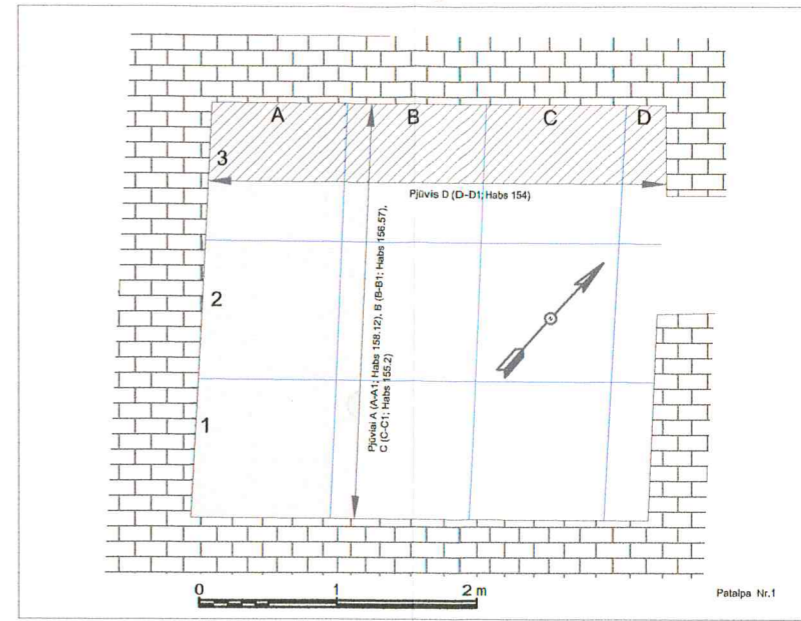 A B C D
3
Pjūvis D (D-D1; Habs 154)
2
Pjūviai A (A-A1; Habs 158.12), B (B-B1; Habs 156.57),
C (C-C1; Habs 155.2)
1
0 1 2 m
Patalpa Nr.1